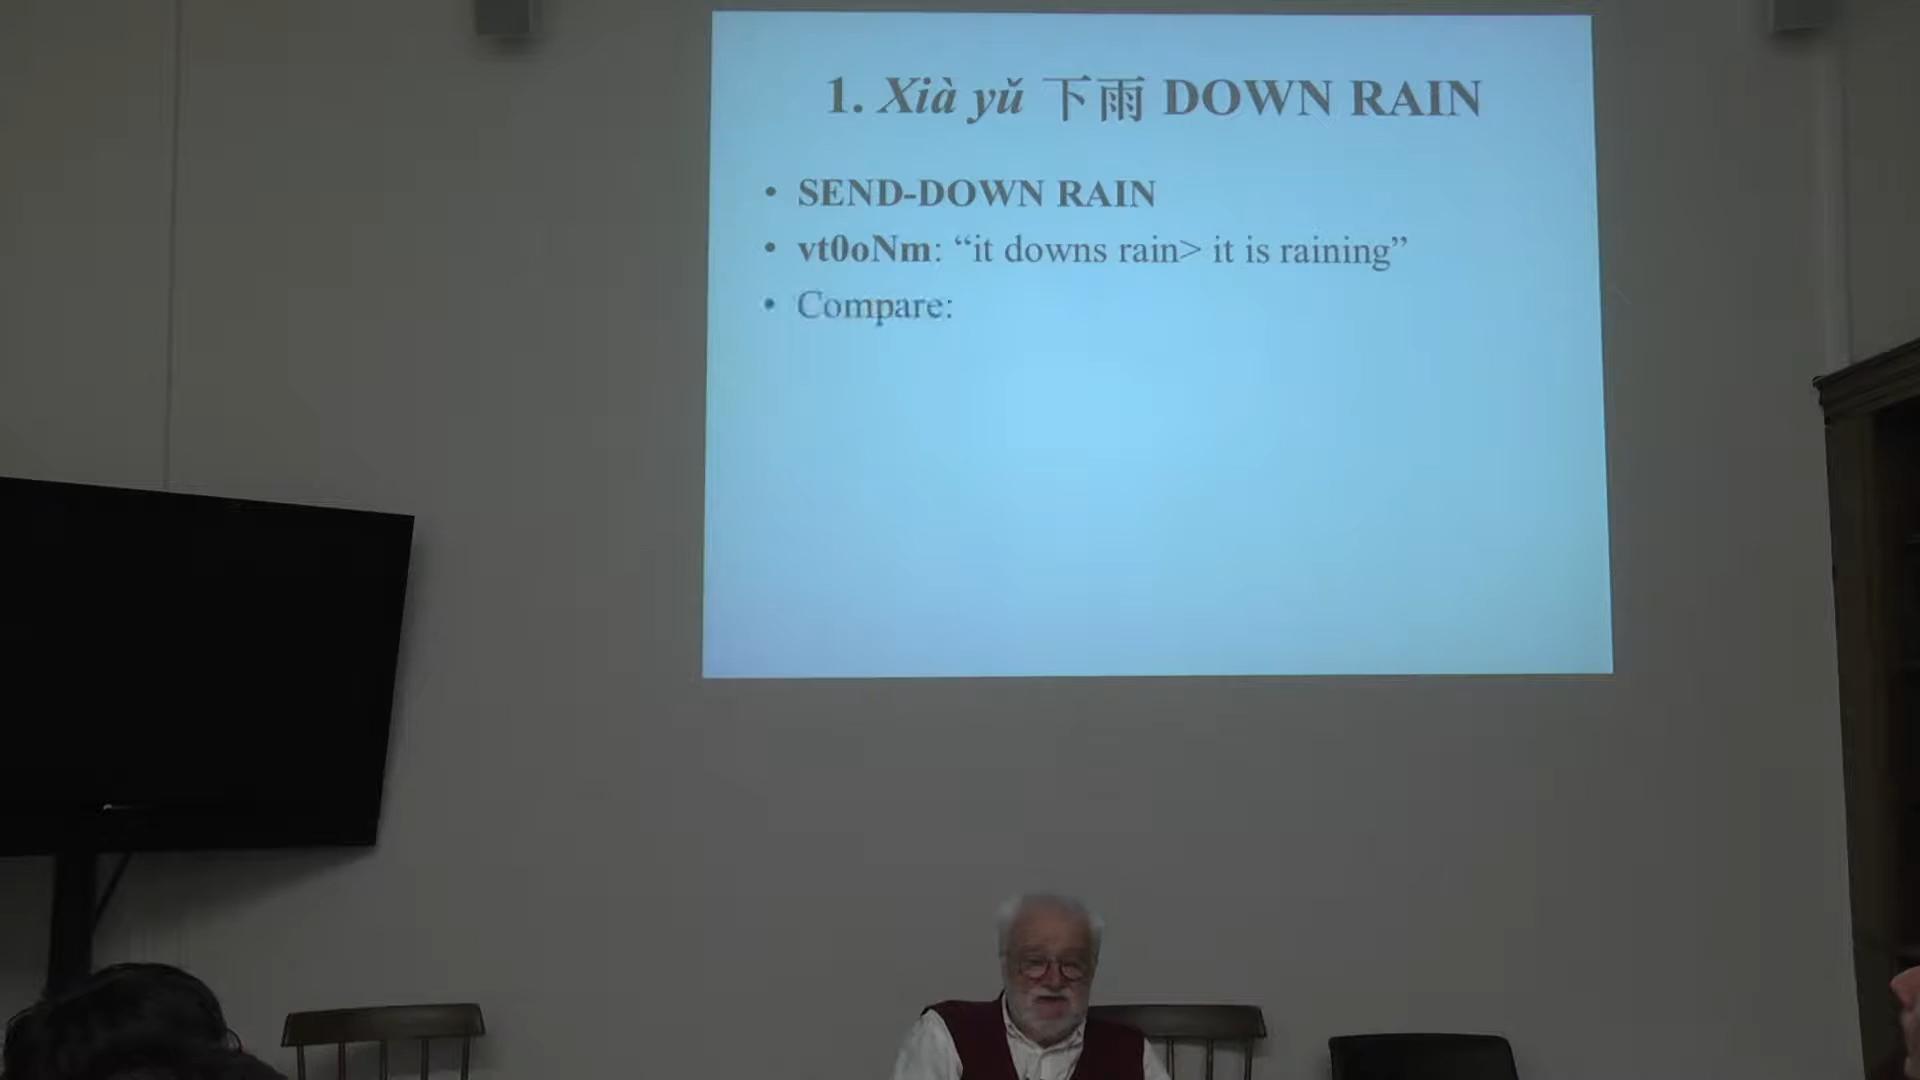 1. Xià yǔ 下雨 DOWN RAIN
• SEND-DOWN RAIN
• vt0oNm: “it downs rain> it is raining”
• Compare: